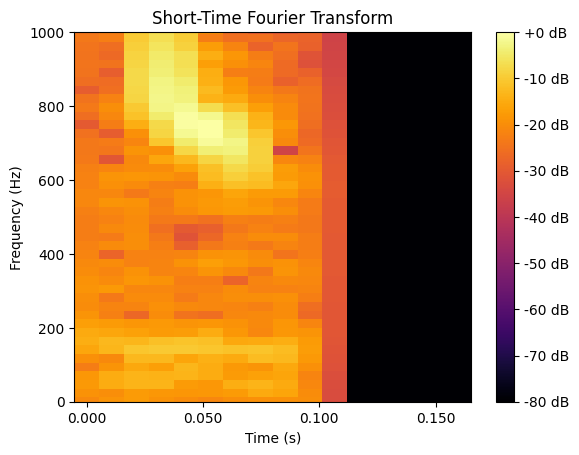 Short-Time Fourier Transform
1000
800
600
400
200
0
Frequency (Hz)
0.000
0.050
0.100
0.150
Time (s)
+0 dB
-10 dB
-20 dB
-30 dB
-40 dB
-50 dB
-60 dB
-70 dB
-80 dB